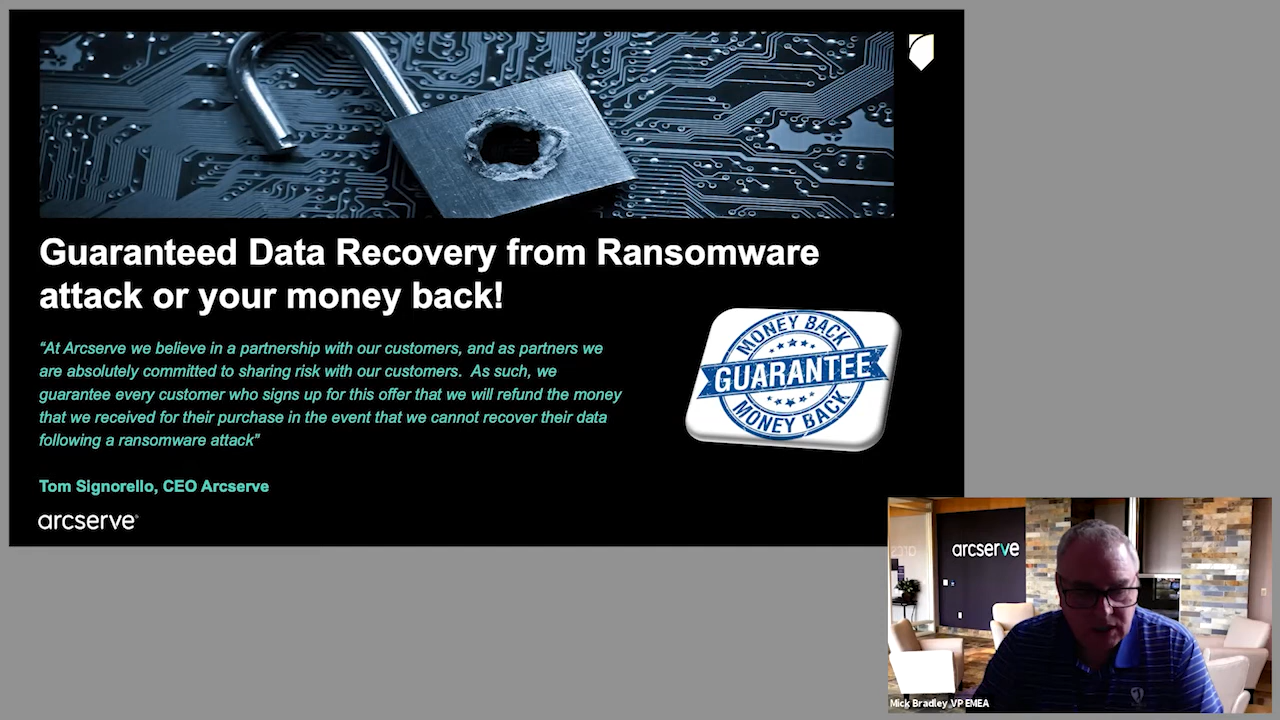 Guaranteed Data Recovery from Ransomware
attack or your money back!
“At Arcserve we believe in a partnership with our customers, and as partners we
are absolutely committed to sharing risk with our customers.  As such, we
guarantee every customer who signs up for this offer that we will refund the money
that we received for their purchase in the event that we cannot recover their data
following a ransomware attack”
MONEY BACK
GUARANTEE
MONEY BACK
Tom Signorello, CEO Arcserve
arcserve®
arcserve
Mick Bradley VP EMEA